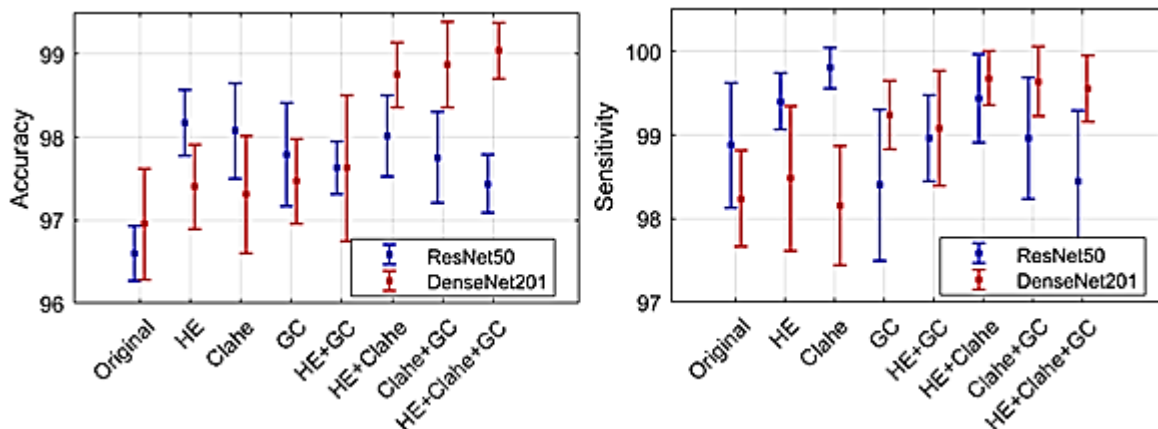 Accuracy
99
98
97
96
ResNet50
DenseNet201
Original
HE
Clahe
GC
HE+GC
HE+Clahe
Clahe+GC
HE+Clahe+GC
Sensitivity
100
99
98
97
ResNet50
DenseNet201
Original
HE
Clahe
GC
HE+GC
HE+Clahe
Clahe+GC
HE+Clahe+GC